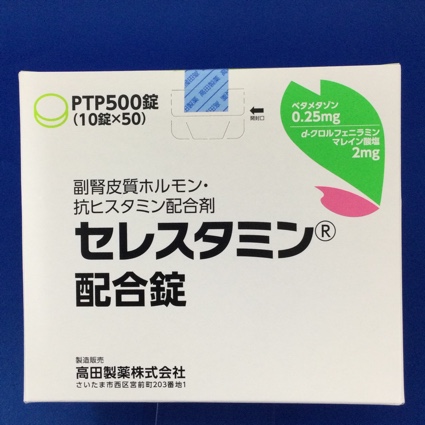 PTP500錠
(10錠×50)
開封口
ベタメタゾン
0.25mg
d-クロルフェニラミン
マレイン酸塩
2mg
副腎皮質ホルモン・
抗ヒスタミン配合剤
セレスタミン®
配合錠
製造販売
高田製薬株式会社
さいたま市西区宮前町203番地1